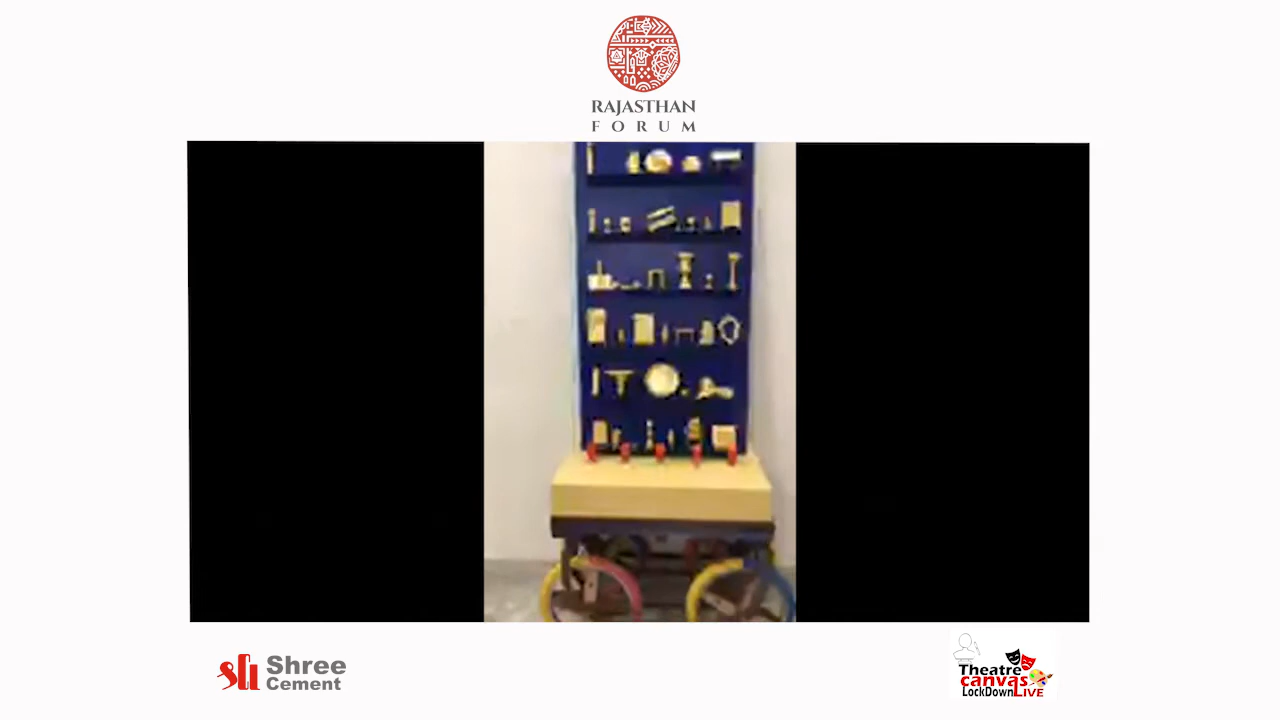 RAJASTHAN
FORUM
Shree
Cement
Theatre
canvas
LockDown LIVE